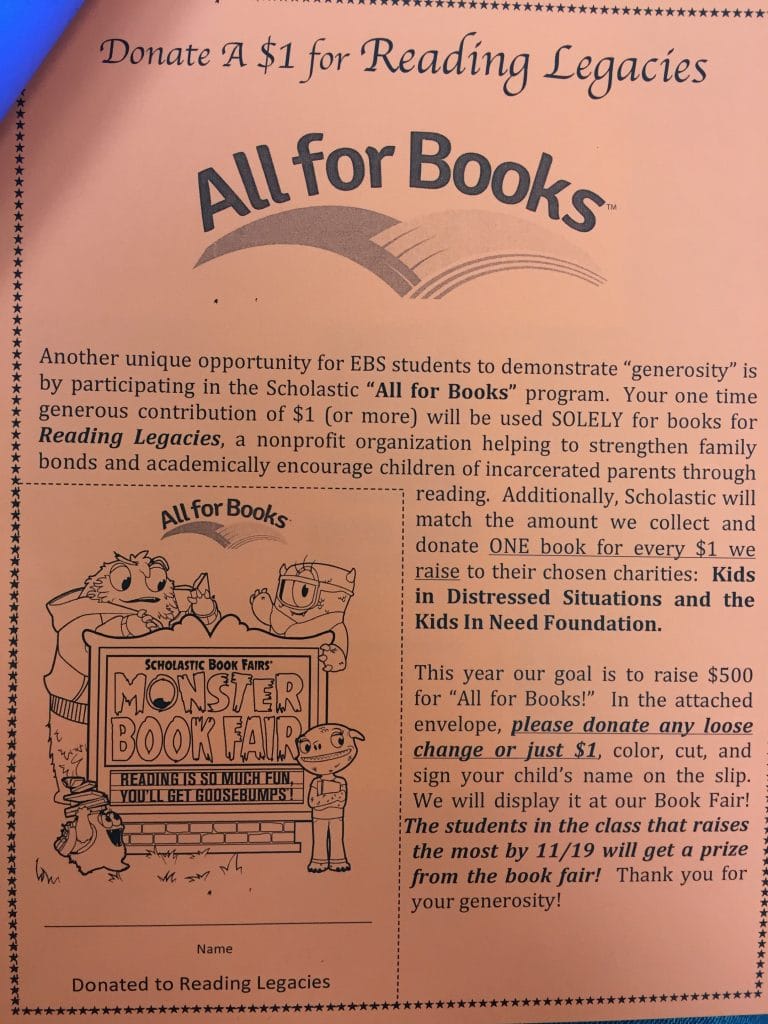 Donate A $1 for Reading Legacies
All for Books™
Another unique opportunity for EBS students to demonstrate “generosity” is
by participating in the Scholastic “All for Books” program. Your one time
generous contribution of $1 (or more) will be used SOLELY for books for
Reading Legacies, a nonprofit organization helping to strengthen family
bonds and academically encourage children of incarcerated parents through
reading. Additionally, Scholastic will
match the amount we collect and
donate ONE book for every $1 we
raise to their chosen charities: Kids
in Distressed Situations and the
Kids In Need Foundation.
This year our goal is to raise $500
for “All for Books!” In the attached
envelope, please donate any loose
change or just $1, color, cut, and
sign your child’s name on the slip.
We will display it at our Book Fair!
The students in the class that raises
the most by 11/19 will get a prize
from the book fair! Thank you for
your generosity!
All for Books
SCHOLASTIC BOOK FAIRS®
MONSTER
BOOK FAIR
READING IS SO MUCH FUN,
YOU'LL GET GOOSEBUMPS®!
Name
Donated to Reading Legacies